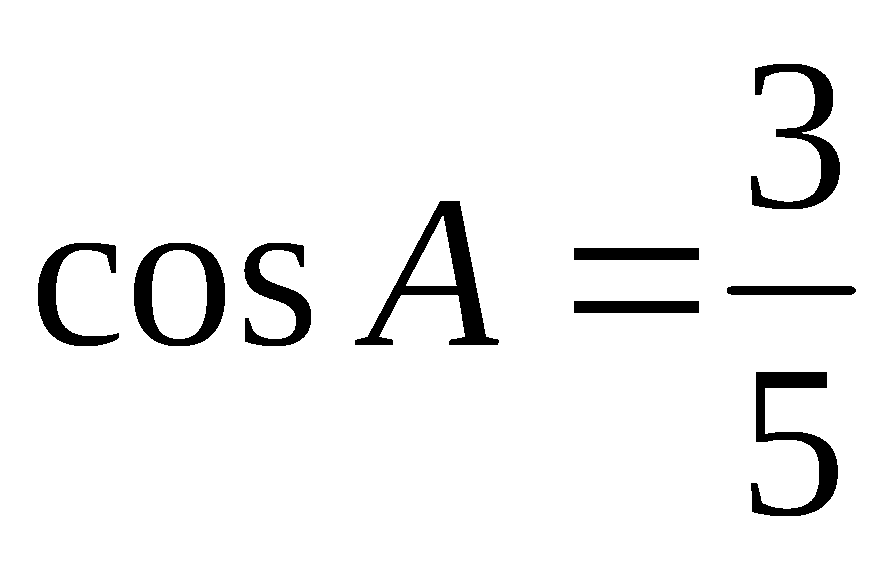 cos A = 3/5